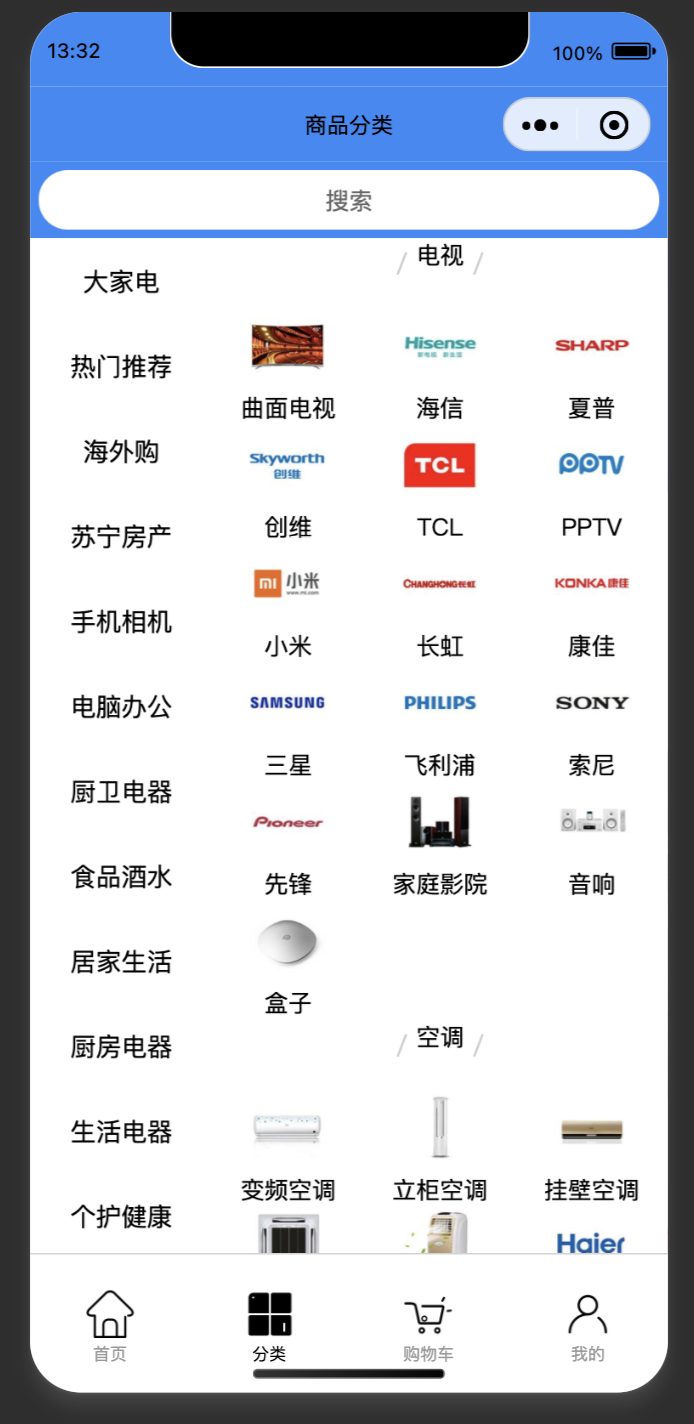 13:32
100%
商品分类
搜索
大家电
热门推荐
海外购
苏宁房产
手机相机
电脑办公
厨卫电器
食品酒水
居家生活
厨房电器
生活电器
个护健康
/ 电视 /
Hisense
SHARP
曲面电视 海信 夏普
Skyworth
创维
TCL
PPTV
创维 TCL PPTV
mi 小米
www.mi.com
CHANGHONG长虹
KONKA康佳
小米 长虹 康佳
SAMSUNG PHILIPS SONY
三星 飞利浦 索尼
Pioneer
先锋 家庭影院 音响
盒子
/ 空调 /
变频空调 立柜空调 挂壁空调
Haier
首页 分类 购物车 我的